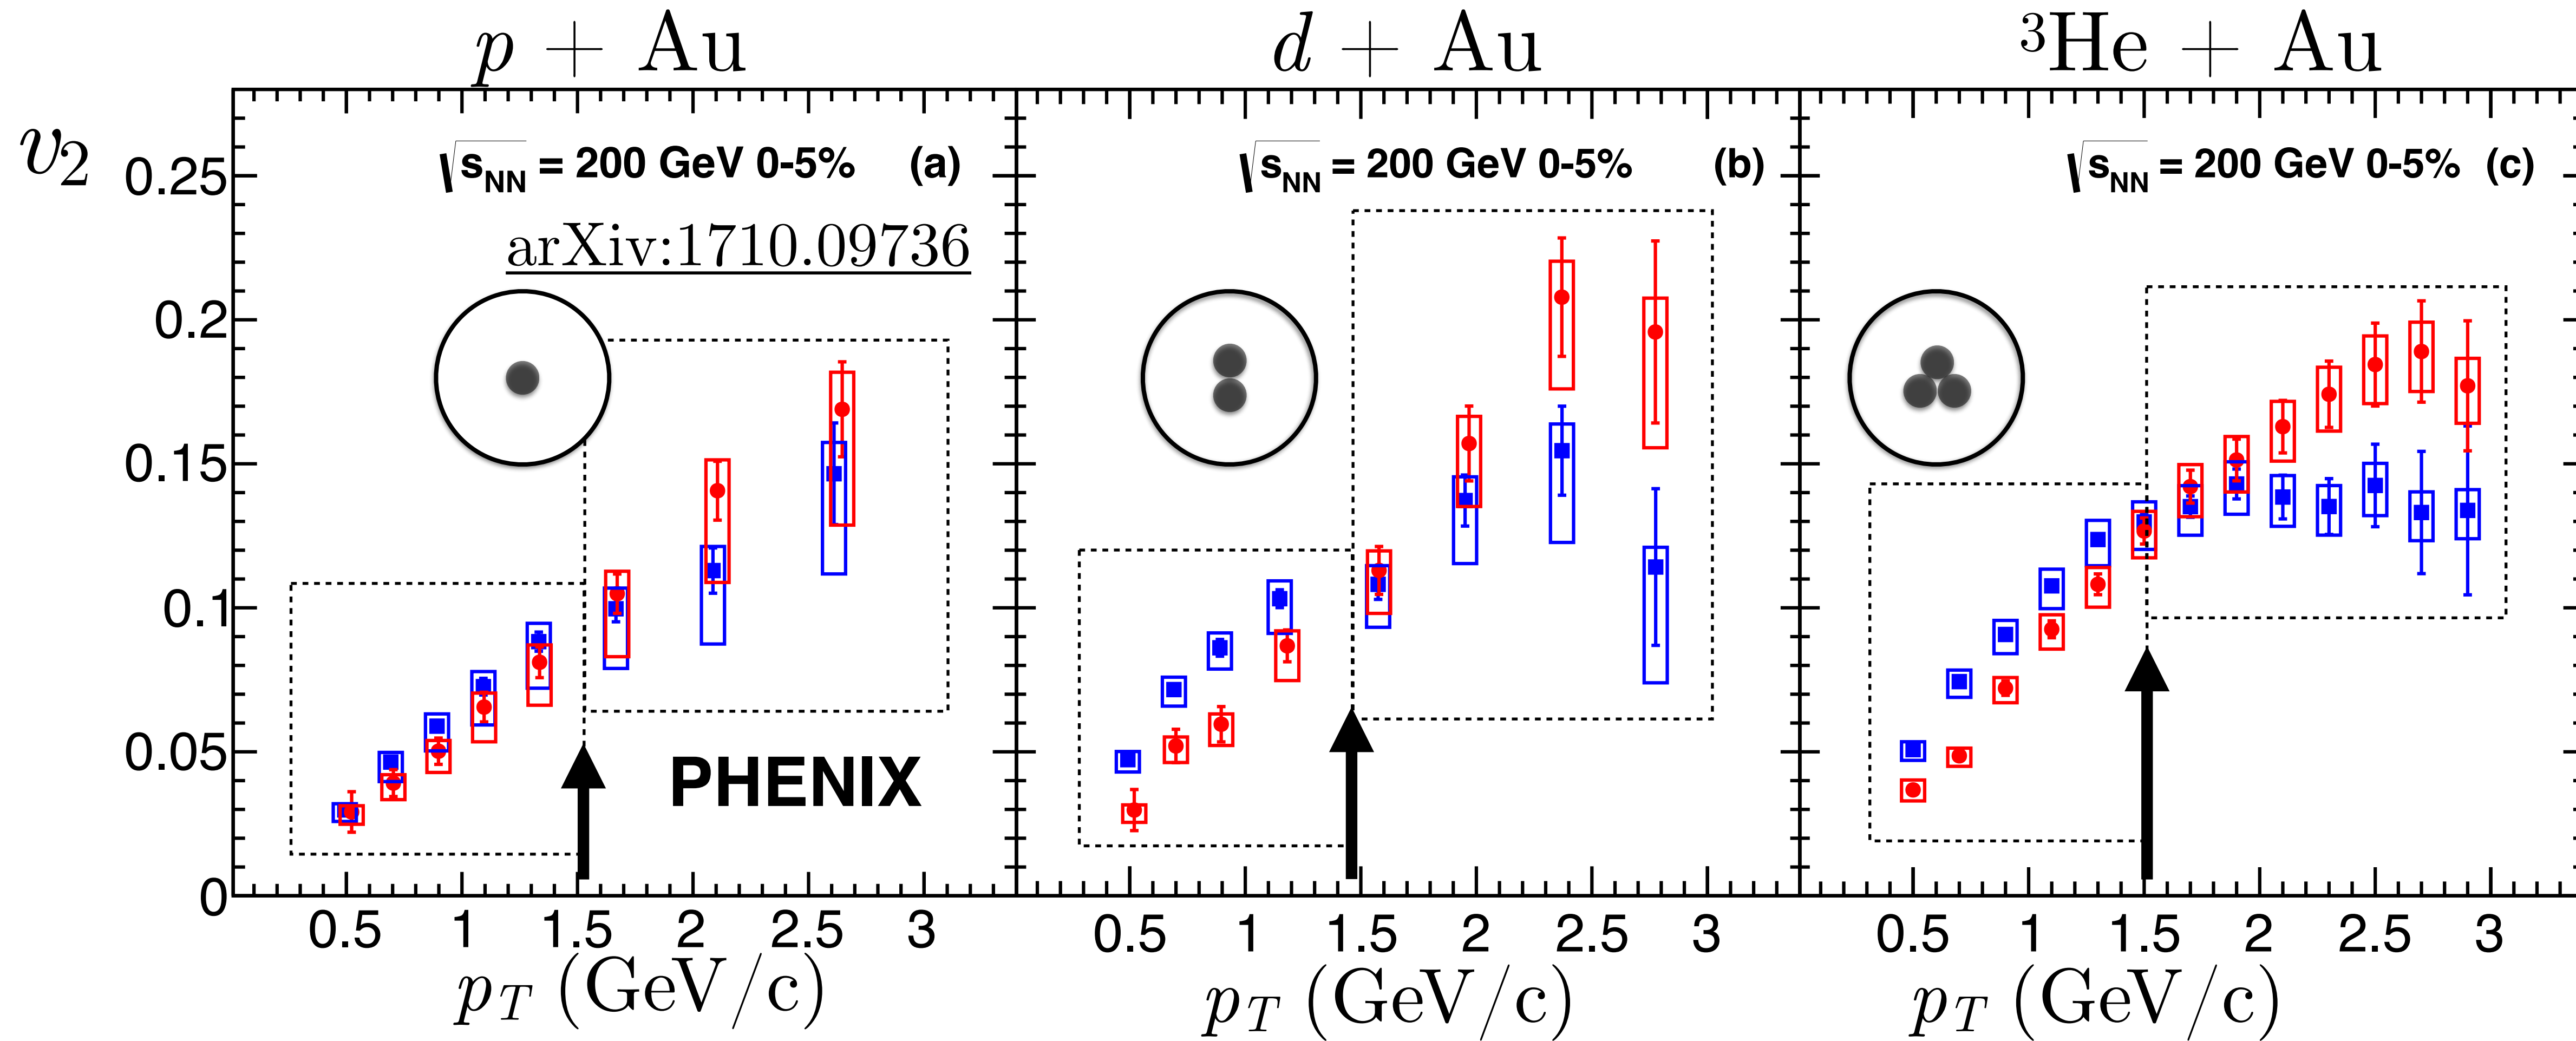 p + Au
d + Au
³He + Au
v₂
√sNN = 200 GeV 0-5% (a)
√sNN = 200 GeV 0-5% (b)
√sNN = 200 GeV 0-5% (c)
arXiv:1710.09736
0.25
0.2
0.15
0.1
0.05
0
PHENIX
0.5 1 1.5 2 2.5 3
0.5 1 1.5 2 2.5 3
0.5 1 1.5 2 2.5 3
pT (GeV/c)
pT (GeV/c)
pT (GeV/c)